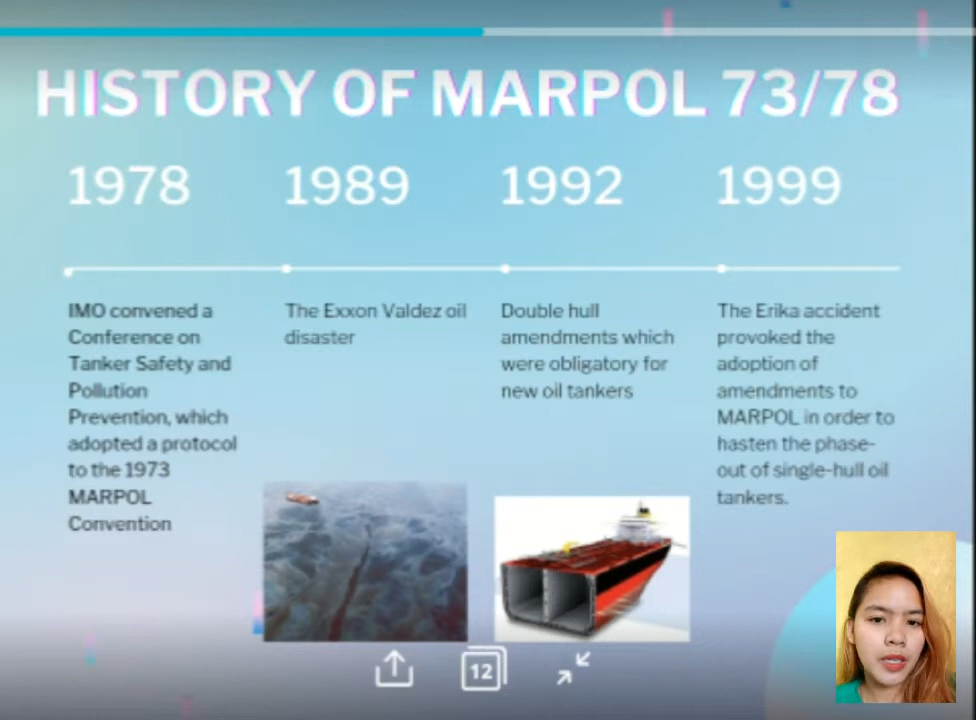 HISTORY OF MARPOL 73/78
1978
1989
1992
1999
IMO convened a
Conference on
Tanker Safety and
Pollution
Prevention, which
adopted a protocol
to the 1973
MARPOL
Convention
The Exxon Valdez oil
disaster
Double hull
amendments which
were obligatory for
new oil tankers
The Erika accident
provoked the
adoption of
amendments to
MARPOL in order to
hasten the phase-
out of single-hull oil
tankers.
12